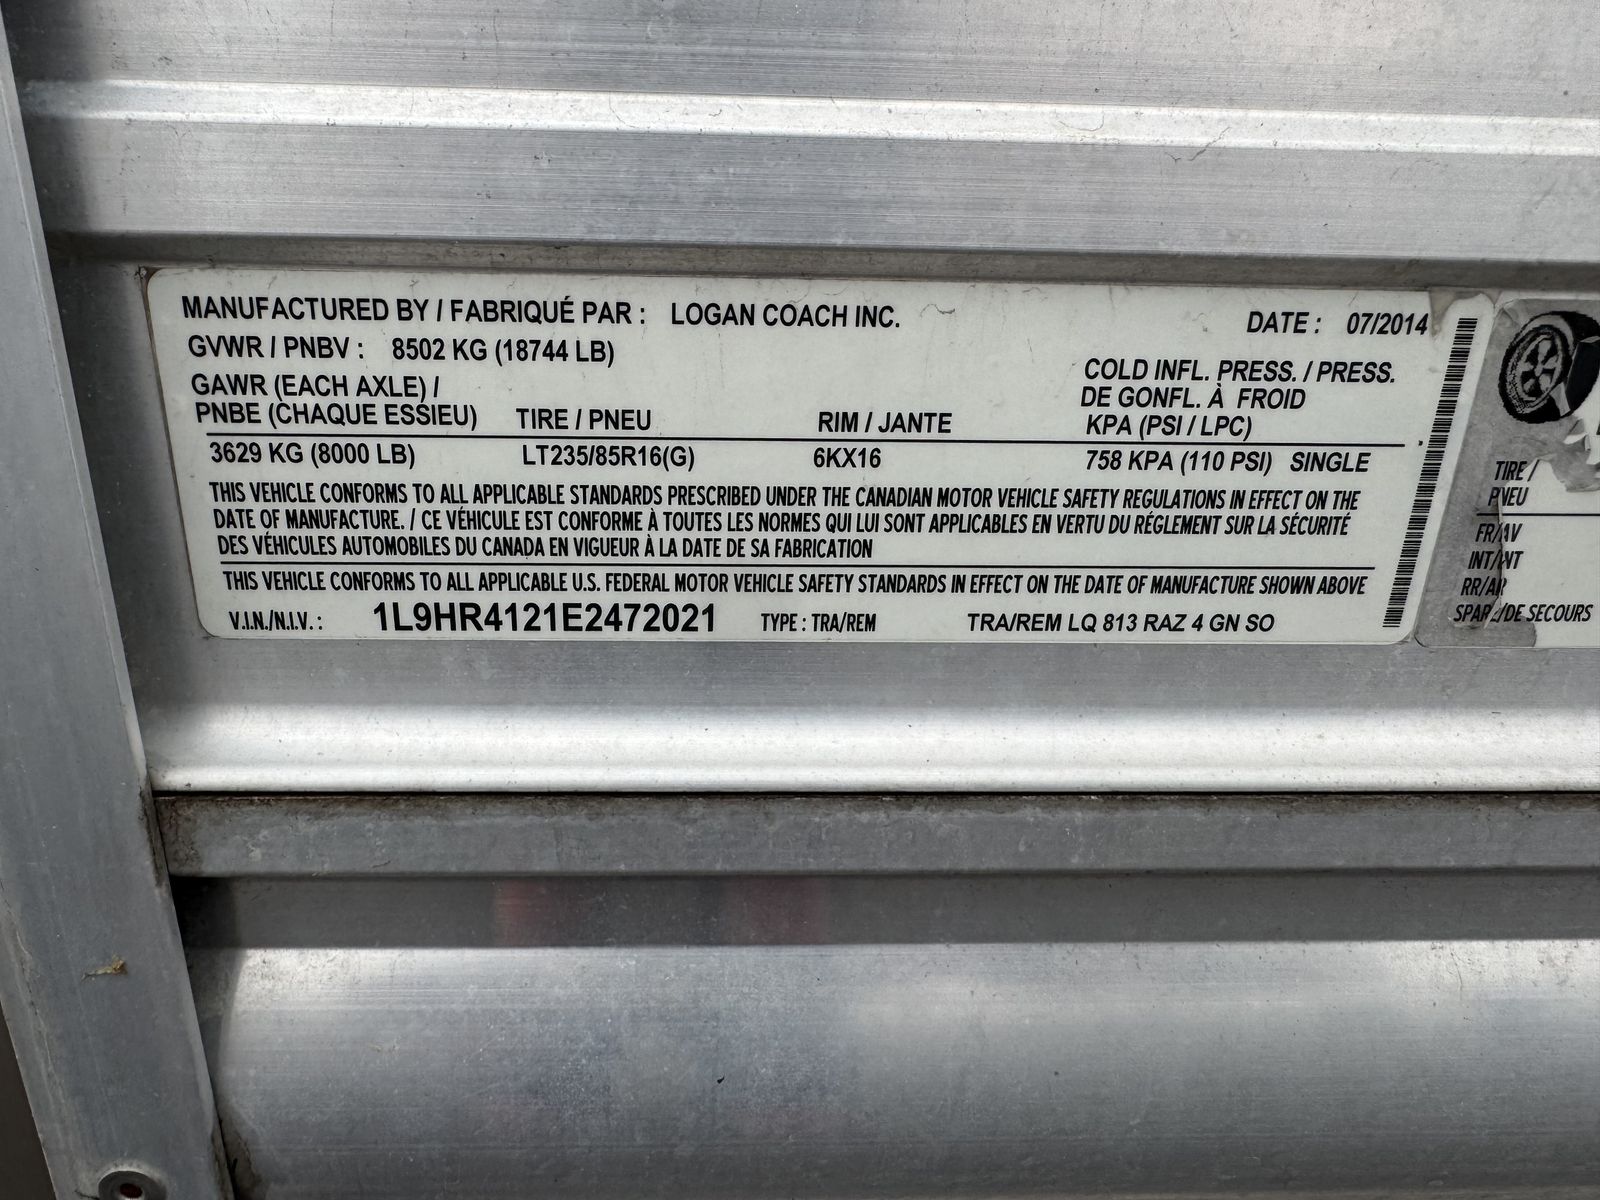 MANUFACTURED BY / FABRIQUÉ PAR : LOGAN COACH INC.
DATE : 07/2014
GVWR / PNBV : 8502 KG (18744 LB)
GAWR (EACH AXLE) /
PNBE (CHAQUE ESSIEU) TIRE / PNEU RIM / JANTE
COLD INFL. PRESS. / PRESS.
DE GONFL. À FROID
KPA (PSI / LPC)
3629 KG (8000 LB) LT235/85R16(G) 6KX16 758 KPA (110 PSI) SINGLE
THIS VEHICLE CONFORMS TO ALL APPLICABLE STANDARDS PRESCRIBED UNDER THE CANADIAN MOTOR VEHICLE SAFETY REGULATIONS IN EFFECT ON THE
DATE OF MANUFACTURE. / CE VÉHICULE EST CONFORME À TOUTES LES NORMES QUI LUI SONT APPLICABLES EN VERTU DU RÉGLEMENT SUR LA SÉCURITÉ
DES VÉHICULES AUTOMOBILES DU CANADA EN VIGUEUR À LA DATE DE SA FABRICATION
THIS VEHICLE CONFORMS TO ALL APPLICABLE U.S. FEDERAL MOTOR VEHICLE SAFETY STANDARDS IN EFFECT ON THE DATE OF MANUFACTURE SHOWN ABOVE
V.I.N./N.I.V. : 1L9HR4121E2472021 TYPE : TRA/REM TRA/REM LQ 813 RAZ 4 GN SO
TIRE /
PNEU
FR/AV
INT/INT
RR/AR
SPARE/DE SECOURS